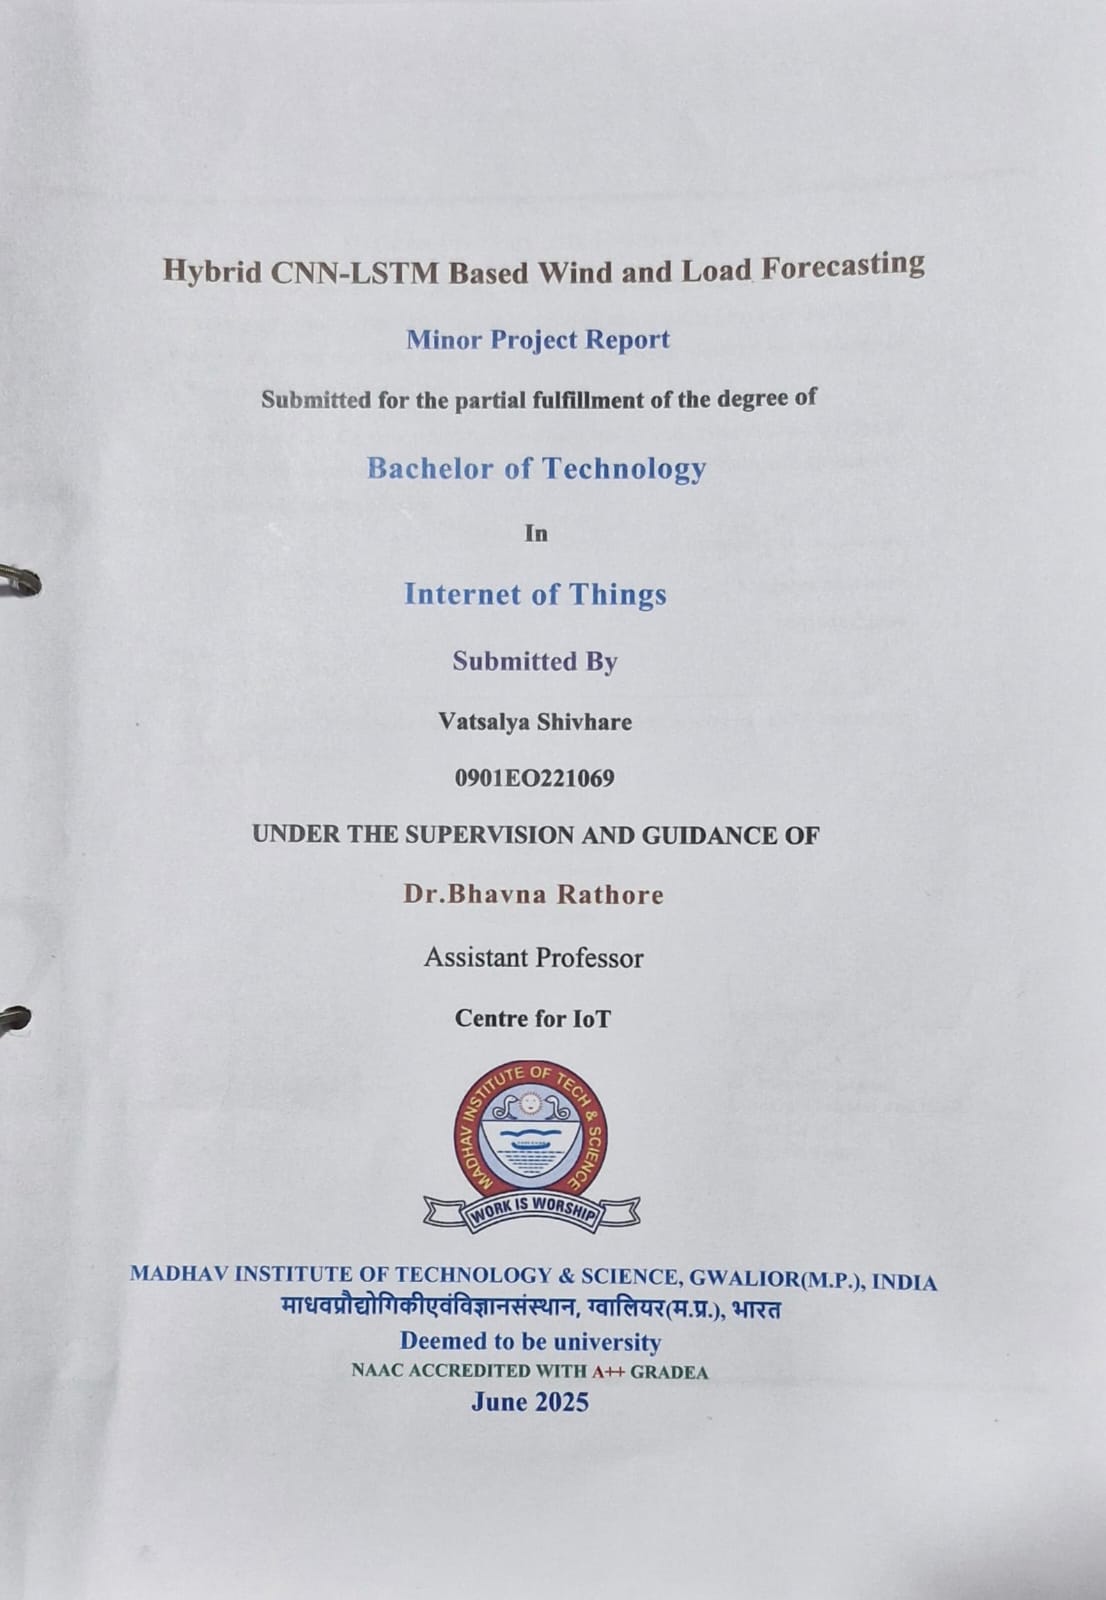 Hybrid CNN-LSTM Based Wind and Load Forecasting
Minor Project Report
Submitted for the partial fulfillment of the degree of
Bachelor of Technology
In
Internet of Things
Submitted By
Vatsalya Shivhare
0901EO221069
UNDER THE SUPERVISION AND GUIDANCE OF
Dr.Bhavna Rathore
Assistant Professor
Centre for IoT
MADHAV INSTITUTE OF TECH & SCIENCE
WORK IS WORSHIP
MADHAV INSTITUTE OF TECHNOLOGY & SCIENCE, GWALIOR(M.P.), INDIA
माधवप्रौद्योगिकीएवंविज्ञानसंस्थान, ग्वालियर(म.प्र.), भारत
Deemed to be university
NAAC ACCREDITED WITH A++ GRADEA
June 2025